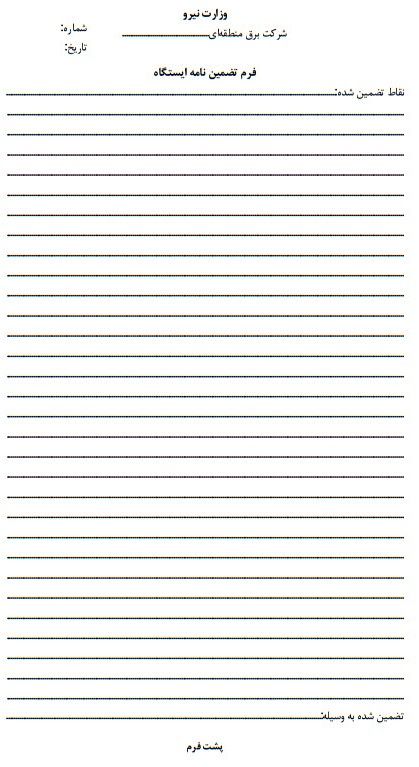 وزارت نیرو
شرکت برق منطقه‌ای
شماره:
تاریخ:
فرم تضمین نامه ایستگاه
نقاط تضمین شده:
تضمین شده به وسیله:
پشت فرم